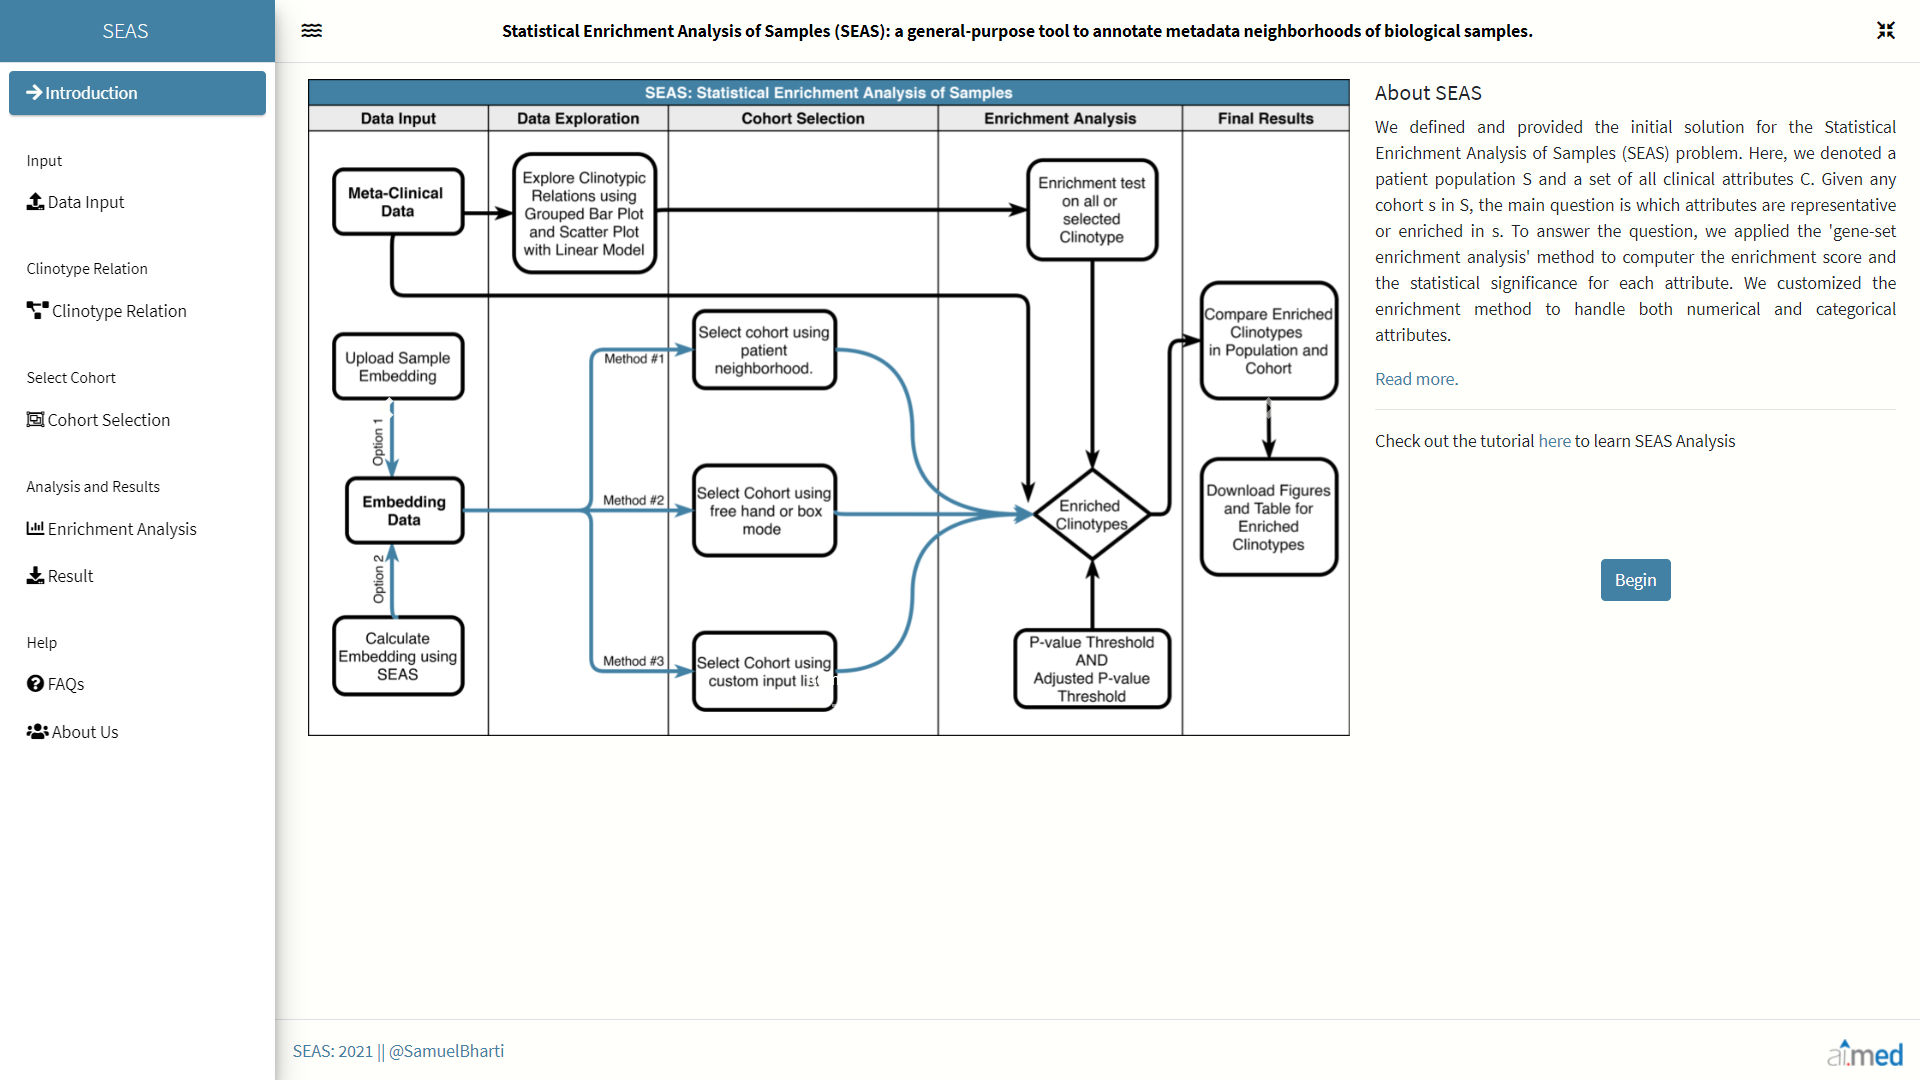 SEAS
Statistical Enrichment Analysis of Samples (SEAS): a general-purpose tool to annotate metadata neighborhoods of biological samples.
Introduction
Input
Data Input
Clinotype Relation
Clinotype Relation
Select Cohort
Cohort Selection
Analysis and Results
Enrichment Analysis
Result
Help
FAQs
About Us
SEAS: Statistical Enrichment Analysis of Samples
Data Input
Data Exploration
Cohort Selection
Enrichment Analysis
Final Results
Meta-Clinical
Data
Explore Clinotypic
Relations using
Grouped Bar Plot
and Scatter Plot
with Linear Model
Enrichment test
on all or
selected
Clinotype
Upload Sample
Embedding
Option 1
Embedding
Data
Option 2
Calculate
Embedding using
SEAS
Method #1
Select cohort using
patient
neighborhood.
Method #2
Select Cohort using
free hand or box
mode
Method #3
Select Cohort using
custom input list
Enriched
Clinotypes
P-value Threshold
AND
Adjusted P-value
Threshold
Compare Enriched
Clinotypes
in Population and
Cohort
Download Figures
and Table for
Enriched
Clinotypes
About SEAS
We defined and provided the initial solution for the Statistical
Enrichment Analysis of Samples (SEAS) problem. Here, we denoted a
patient population S and a set of all clinical attributes C. Given any
cohort s in S, the main question is which attributes are representative
or enriched in s. To answer the question, we applied the 'gene-set
enrichment analysis' method to computer the enrichment score and
the statistical significance for each attribute. We customized the
enrichment method to handle both numerical and categorical
attributes.
Read more.
Check out the tutorial here to learn SEAS Analysis
Begin
SEAS: 2021 || @SamuelBharti
ai.med